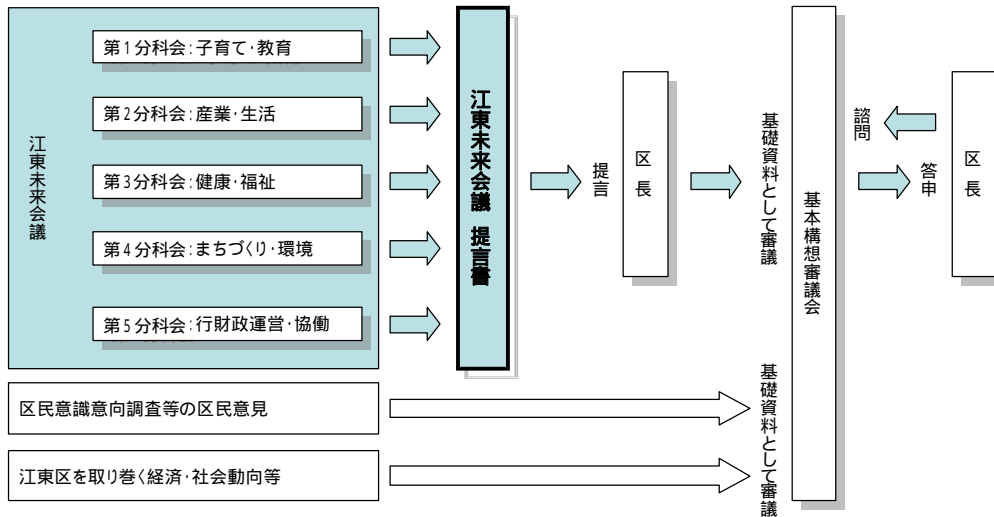 江東未来会議
第1分科会:子育て・教育
第2分科会:産業・生活
第3分科会:健康・福祉
第4分科会:まちづくり・環境
第5分科会:行財政運営・協働
江東未来会議 提言書
提言
区長
基礎資料として審議
基本構想審議会
諮問
答申
区長
区民意識意向調査等の区民意見
江東区を取り巻く経済・社会動向等
基礎資料として審議